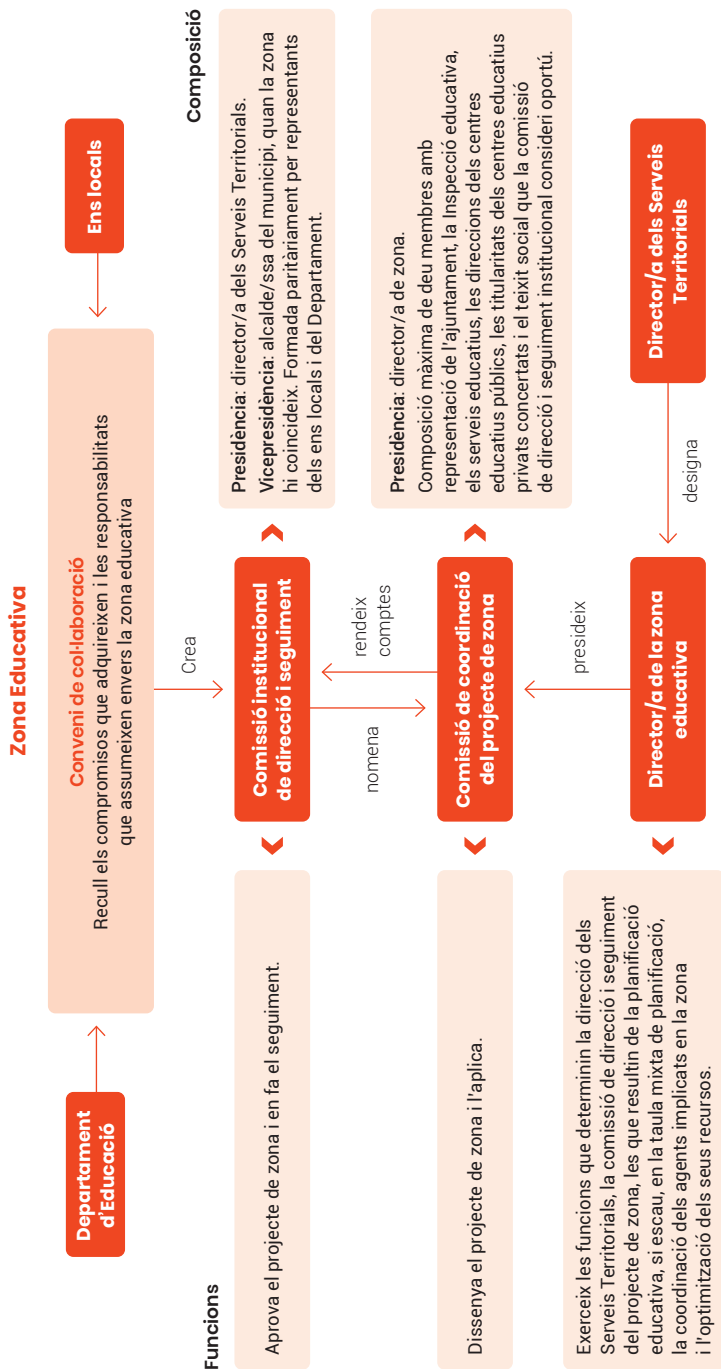 Zona Educativa
Departament
d'Educació
Conveni de col·laboració
Recull els compromisos que adquireixen i les responsabilitats
que assumeixen envers la zona educativa
Ens locals
Crea
Funcions
Composició
Aprova el projecte de zona i en fa el seguiment.
Comissió institucional
de direcció i seguiment
Presidència: director/a dels Serveis Territorials.
Vicepresidència: alcalde/ssa del municipi, quan la zona
hi coincideix. Formada paritàriament per representants
dels ens locals i del Departament.
nomena
rendeix
comptes
Dissenya el projecte de zona i l'aplica.
Comissió de coordinació
del projecte de zona
Presidència: director/a de zona.
Composició màxima de deu membres amb
representació de l'ajuntament, la Inspecció educativa,
els serveis educatius, les direccions dels centres
educatius públics, les titularitats dels centres educatius
privats concertats i el teixit social que la comissió
de direcció i seguiment institucional consideri oportú.
presideix
Exerceix les funcions que determinin la direcció dels
Serveis Territorials, la comissió de direcció i seguiment
del projecte de zona, les que resultin de la planificació
educativa, si escau, en la taula mixta de planificació,
la coordinació dels agents implicats en la zona
i l'optimització dels seus recursos.
Director/a de la zona
educativa
designa
Director/a dels Serveis
Territorials